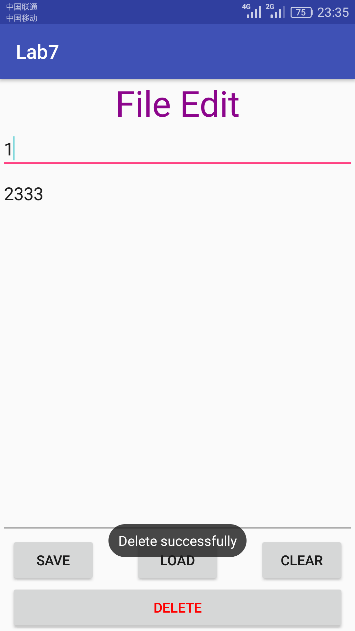 中国联通
中国移动
4G 2G 75 23:35
Lab7
File Edit
1
2333
Delete successfully
SAVE LOAD CLEAR
DELETE